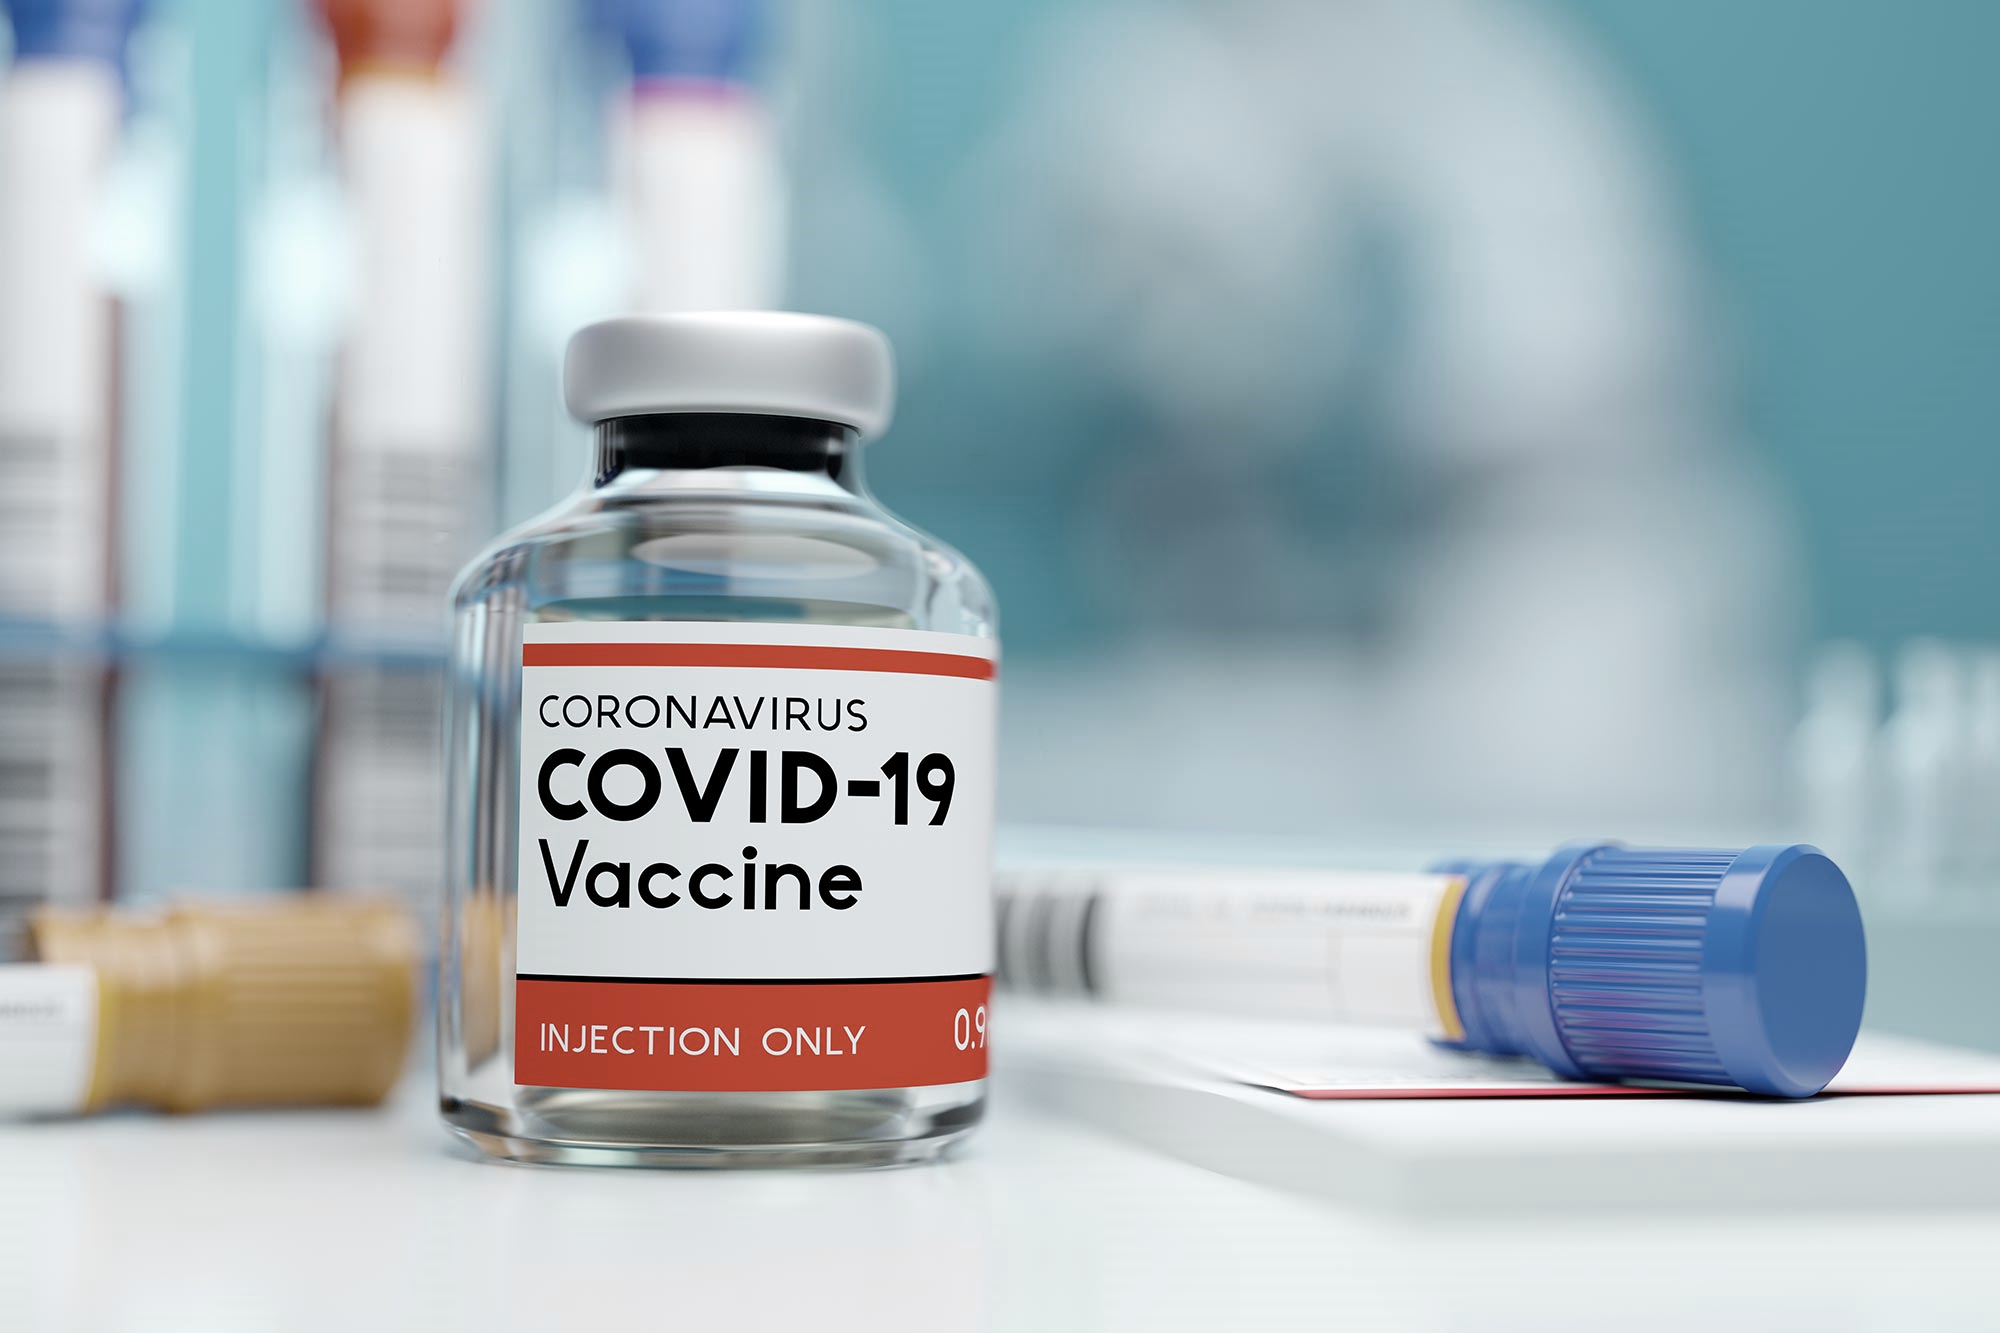 CORONAVIRUS
COVID-19
Vaccine
INJECTION ONLY 0.9